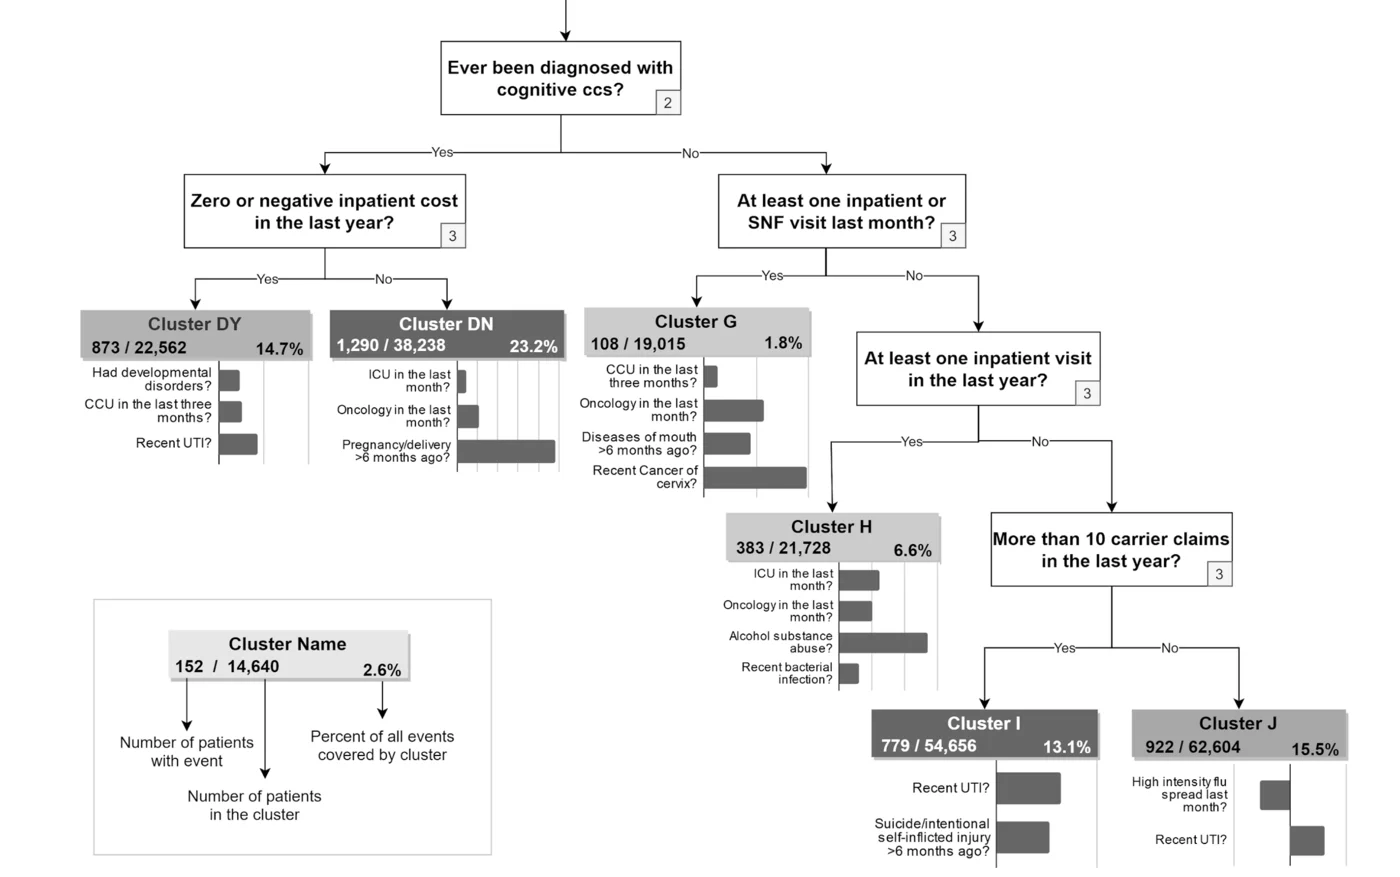 Ever been diagnosed with
cognitive ccs?
2
Yes
No
Zero or negative inpatient cost
in the last year?
3
At least one inpatient or
SNF visit last month?
3
Yes
No
Yes
No
Cluster DY
873 / 22,562
14.7%
Had developmental
disorders?
CCU in the last three
months?
Recent UTI?
Cluster DN
1,290 / 38,238
23.2%
ICU in the last
month?
Oncology in the last
month?
Pregnancy/delivery
>6 months ago?
Cluster G
108 / 19,015
1.8%
CCU in the last
three months?
Oncology in the last
month?
Diseases of mouth
>6 months ago?
Recent Cancer of
cervix?
At least one inpatient visit
in the last year?
3
Yes
No
Cluster H
383 / 21,728
6.6%
ICU in the last
month?
Oncology in the last
month?
Alcohol substance
abuse?
Recent bacterial
infection?
More than 10 carrier claims
in the last year?
3
Yes
No
Cluster I
779 / 54,656
13.1%
Recent UTI?
Suicide/intentional
self-inflicted injury
>6 months ago?
Cluster J
922 / 62,604
15.5%
High intensity flu
spread last
month?
Recent UTI?
Cluster Name
152 / 14,640
2.6%
Number of patients
with event
Number of patients
in the cluster
Percent of all events
covered by cluster